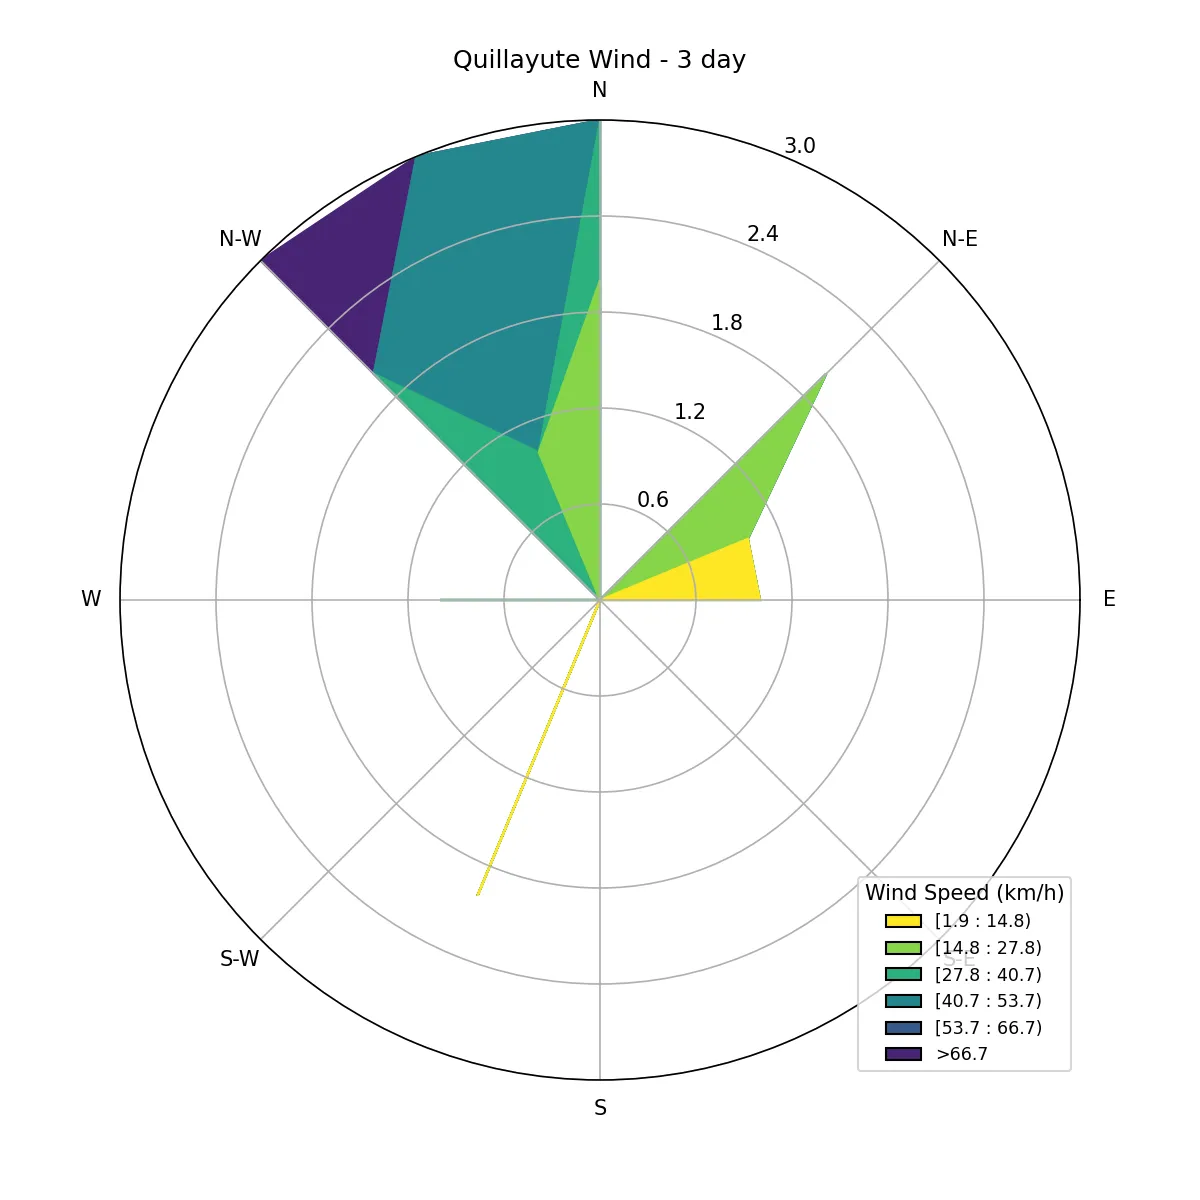 Quillayute Wind - 3 day
N
3.0
2.4
N-W
N-E
1.8
1.2
0.6
W
E
Wind Speed (km/h)
[1.9 : 14.8)
[14.8 : 27.8)
S-W
S-E
[27.8 : 40.7)
[40.7 : 53.7)
[53.7 : 66.7)
>66.7
S